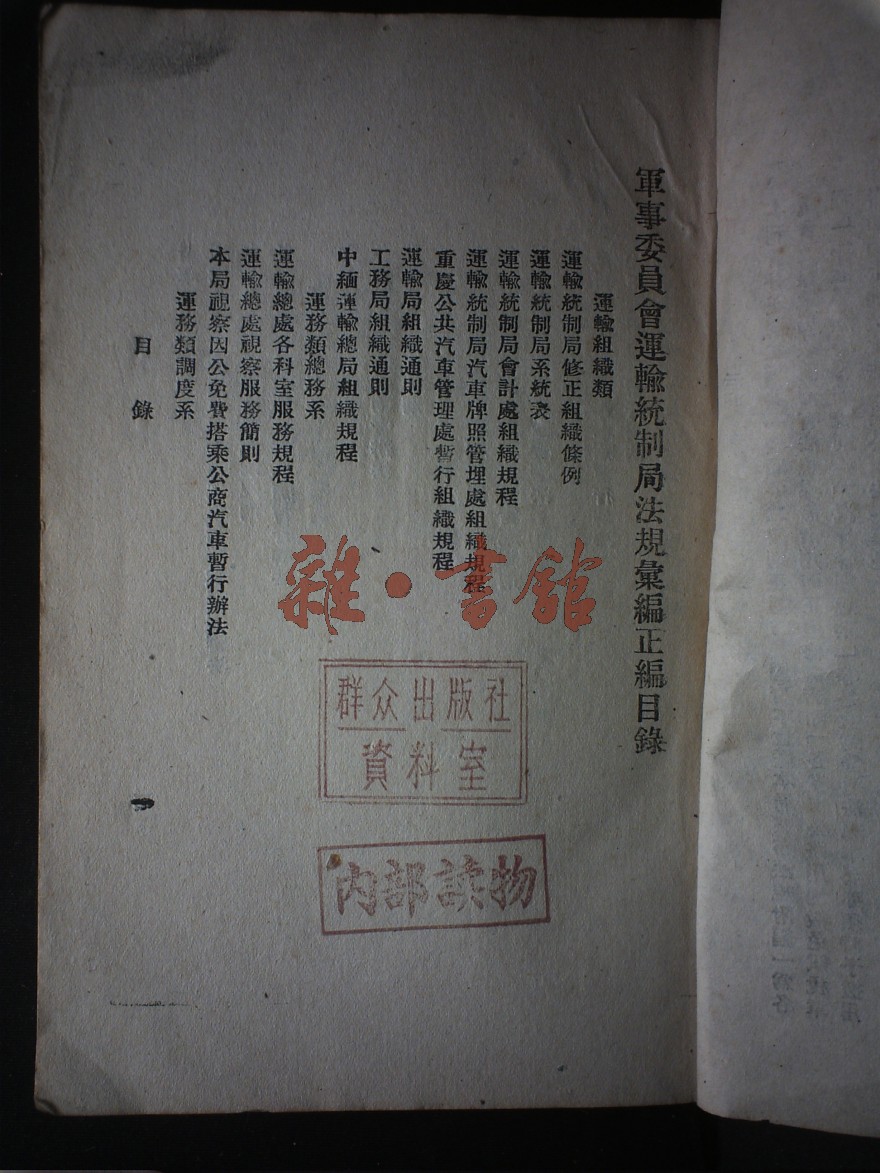 軍事委員會運輸統制局法規彙編正編目錄
運輸組織類
運輸統制局修正組織條例
運輸統制局系統表
運輸統制局會計處組織規程
運輸統制局汽車牌照管理處組織規程
重慶公共汽車管理處暫行組織規程
運輸局組織通則
工務局組織通則
中緬運輸總局組織規程
運務類總務系
運輸總處各科室服務規程
運輸總處視察服務簡則
本局視察因公免費搭乘公商汽車暫行辦法
運務類調度系
目錄
一
雜·書館
群众出版社
資料室
內部读物